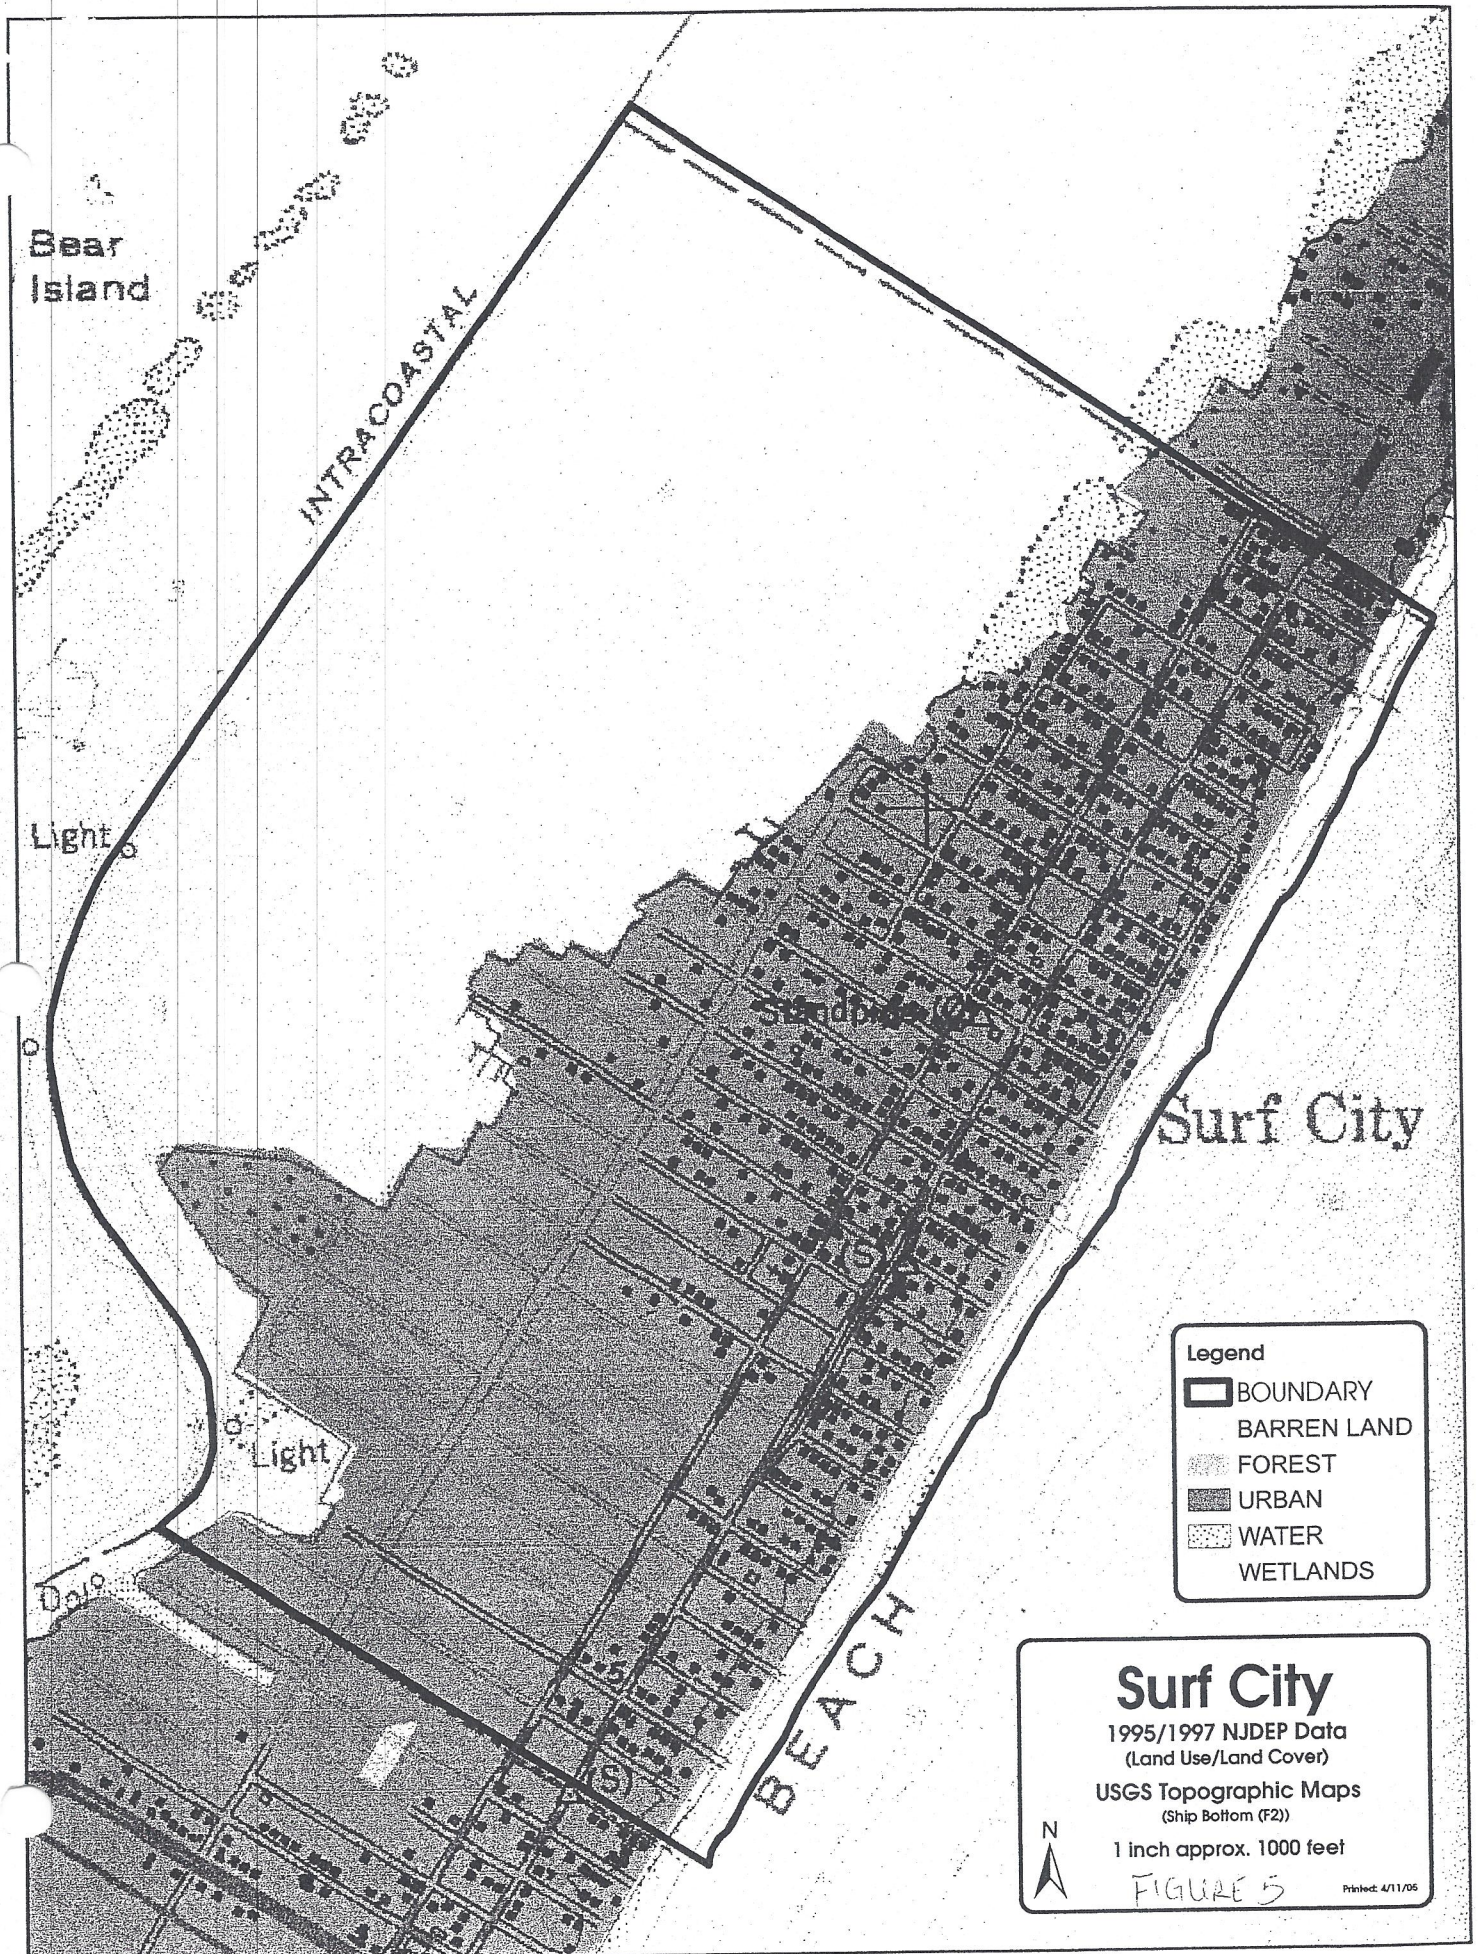 Bear
Island
INTRACOASTAL
Light
Standpipe
Surf City
S
Light
BEACH
S
Legend
BOUNDARY
BARREN LAND
FOREST
URBAN
WATER
WETLANDS
Surf City
1995/1997 NJDEP Data
(Land Use/Land Cover)
USGS Topographic Maps
(Ship Bottom (F2))
N
1 inch approx. 1000 feet
FIGURE 5
Printed: 4/11/05